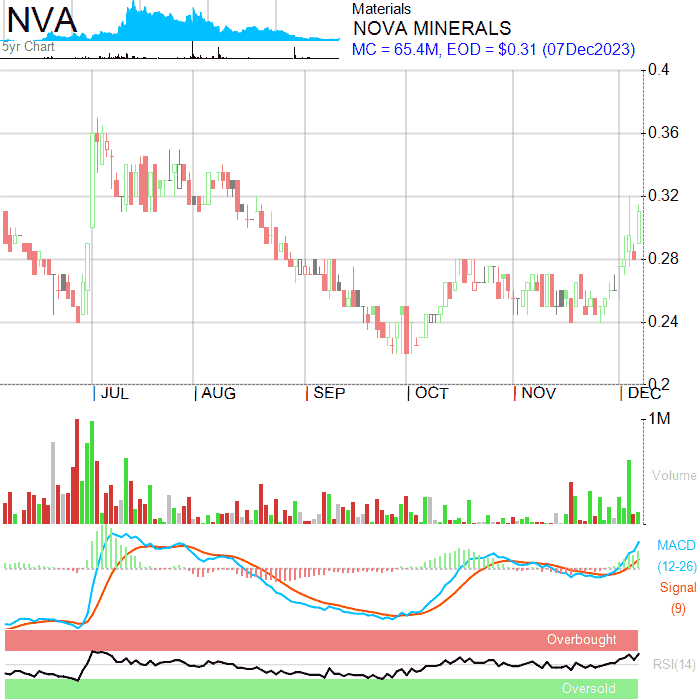 NVA
5yr Chart
Materials
NOVA MINERALS
MC = 65.4M, EOD = $0.31 (07Dec2023)
0.4
0.36
0.32
0.28
0.24
0.2
JUL AUG SEP OCT NOV DEC
1M
Volume
MACD
(12-26)
Signal
(9)
Overbought
RSI(14)
Oversold